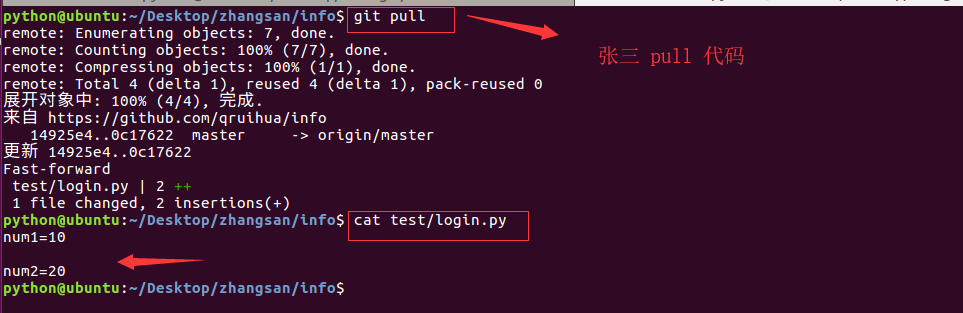 python@ubuntu:~/Desktop/zhangsan/info$ git pull
remote: Enumerating objects: 7, done.
remote: Counting objects: 100% (7/7), done.
remote: Compressing objects: 100% (1/1), done.
张三 pull 代码
remote: Total 4 (delta 1), reused 4 (delta 1), pack-reused 0
展开对象中: 100% (4/4), 完成.
来自 https://github.com/qruihua/info
   14925e4..0c17622  master     -> origin/master
更新 14925e4..0c17622
Fast-forward
 test/login.py | 2 ++
 1 file changed, 2 insertions(+)
python@ubuntu:~/Desktop/zhangsan/info$ cat test/login.py
num1=10
num2=20
python@ubuntu:~/Desktop/zhangsan/info$